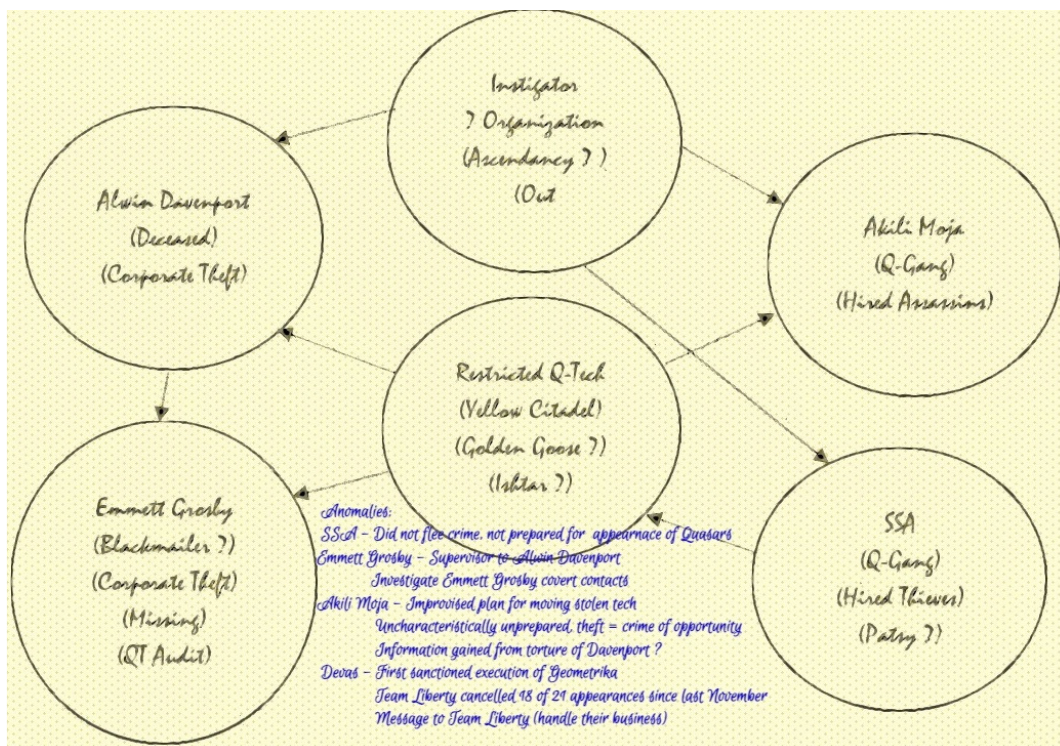 Instigator
? Organization
(Ascendancy ?)
(Out
Alwin Davenport
(Deceased)
(Corporate Theft)
Akili Moja
(Q-Gang)
(Hired Assassins)
Restricted Q-Tech
(Yellow Citadel)
(Golden Goose ?)
(Ishtar ?)
Emmett Grosby
(Blackmailer ?)
(Corporate Theft)
(Missing)
(QT Audit)
SSA
(Q-Gang)
(Hired Thieves)
(Patsy ?)
Anomalies:
SSA – Did not flee crime. not prepared for appearnace of Quasars
Emmett Grosby – Supervisor to Alwin Davenport
Investigate Emmett Grosby covert contacts
Akili Moja – Improvised plan for moving stolen tech
Uncharacteristically unprepared, theft = crime of opportunity
Information gained from torture of Davenport ?
Devas – First sanctioned execution of Geometrika
Team Liberty cancelled 18 of 21 appearances since last November
Message to Team Liberty (handle their business)